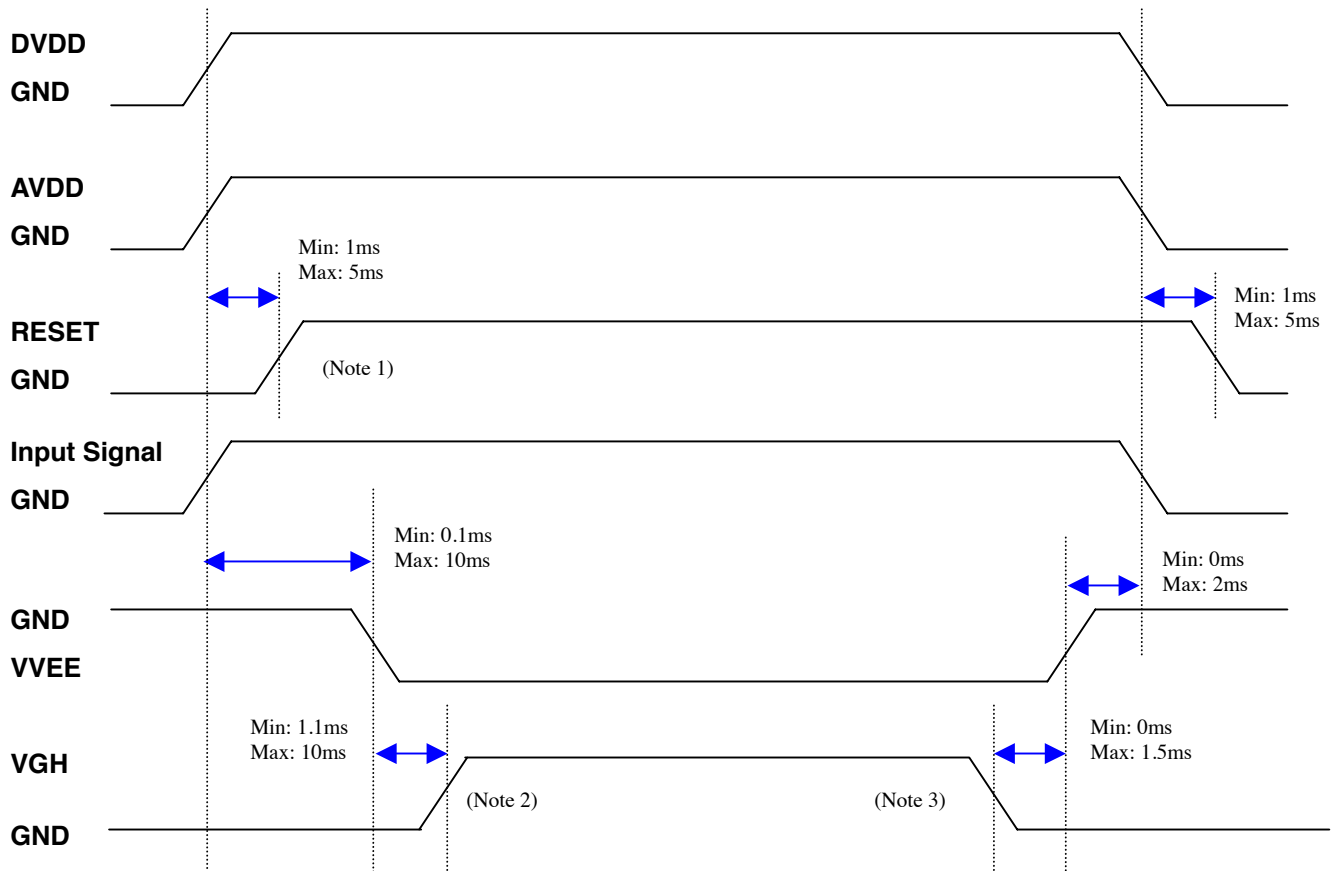 DVDD
GND
AVDD
GND
Min: 1ms
Max: 5ms
Min: 1ms
Max: 5ms
RESET
(Note 1)
GND
Input Signal
GND
Min: 0.1ms
Max: 10ms
Min: 0ms
Max: 2ms
GND
VVEE
Min: 1.1ms
Max: 10ms
Min: 0ms
Max: 1.5ms
VGH
(Note 2)
(Note 3)
GND